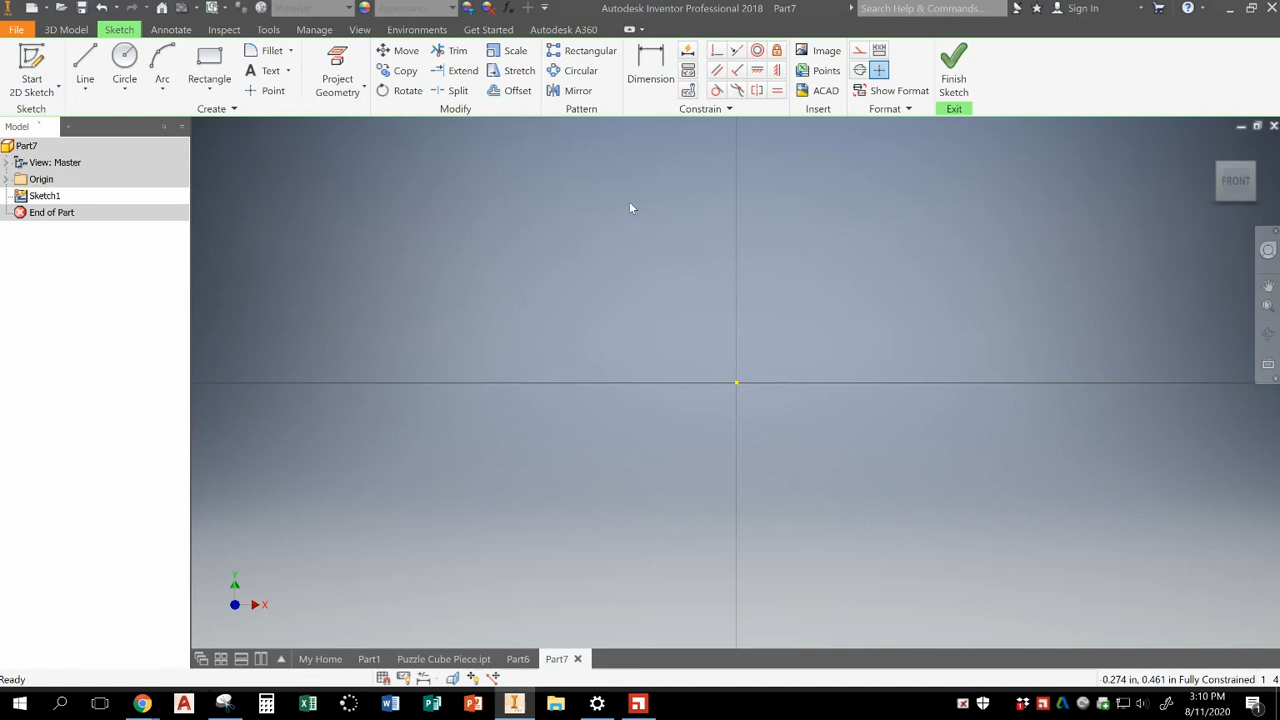 Material
Appearance
Autodesk Inventor Professional 2018 Part7
Search Help & Commands...
Sign In
File
3D Model
Sketch
Annotate
Inspect
Tools
Manage
View
Environments
Get Started
Autodesk A360
Start
2D Sketch
Line
Circle
Arc
Rectangle
Fillet
Text
Point
Project
Geometry
Move
Copy
Rotate
Trim
Extend
Split
Scale
Stretch
Offset
Rectangular
Circular
Mirror
Dimension
Image
Points
ACAD
Show Format
Finish
Sketch
Sketch
Create
Modify
Pattern
Constrain
Insert
Format
Exit
Model
Part7
View: Master
Origin
Sketch1
End of Part
FRONT
Y
X
My Home
Part1
Puzzle Cube Piece.ipt
Part6
Part7
Ready
0.274 in, 0.461 in Fully Constrained 1 4
3:10 PM
8/11/2020